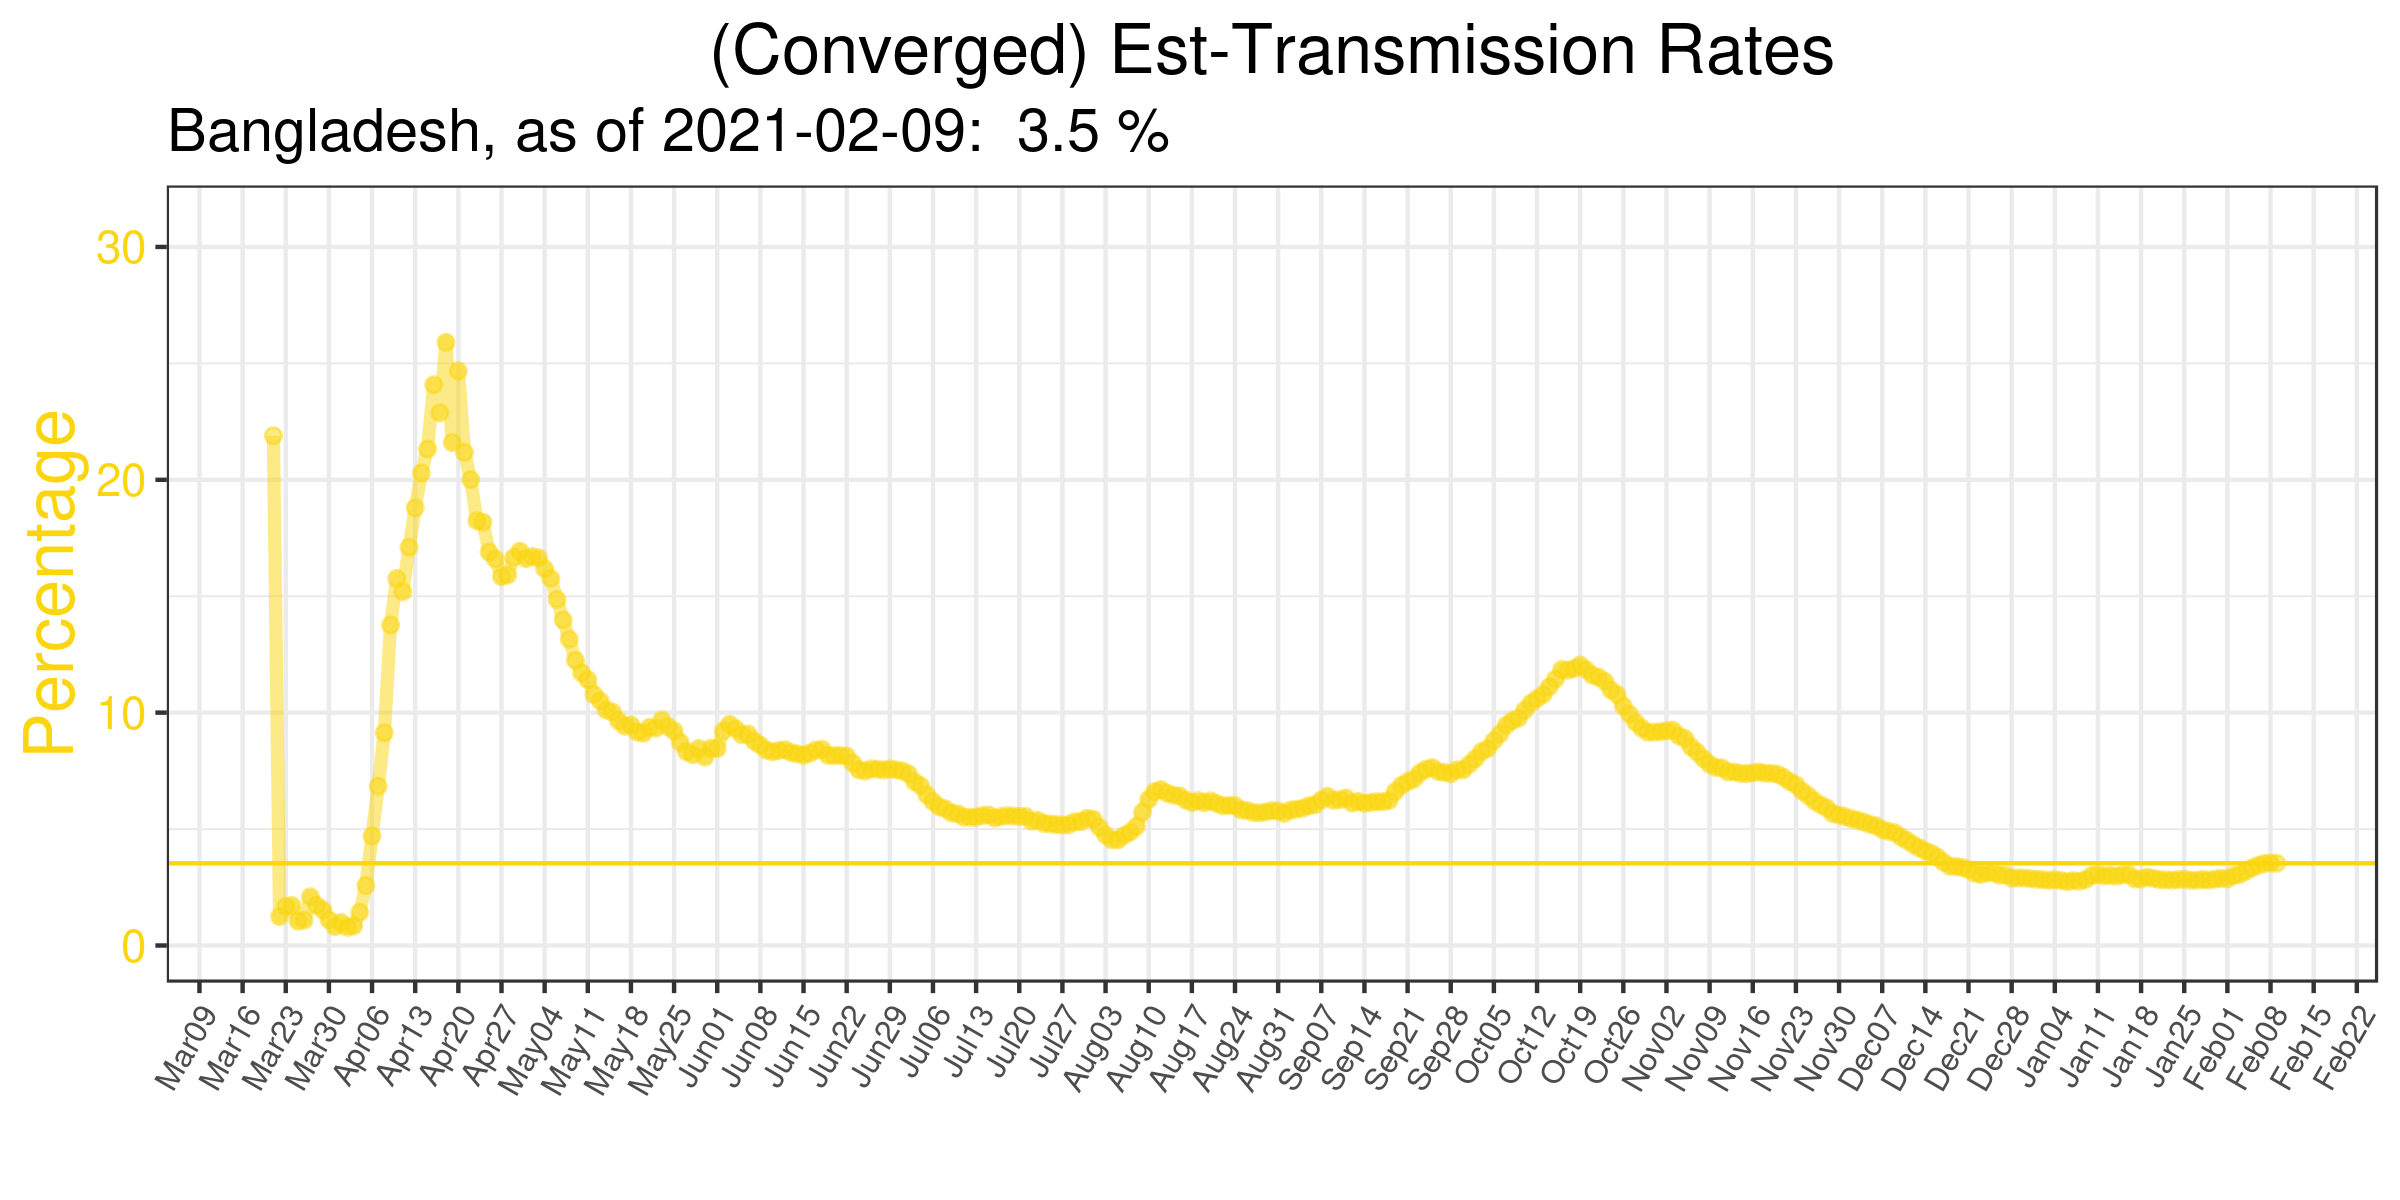 (Converged) Est-Transmission Rates
Bangladesh, as of 2021-02-09:  3.5 %
Percentage
30
20
10
0
Mar09
Mar16
Mar23
Mar30
Apr06
Apr13
Apr20
Apr27
May04
May11
May18
May25
Jun01
Jun08
Jun15
Jun22
Jun29
Jul06
Jul13
Jul20
Jul27
Aug03
Aug10
Aug17
Aug24
Aug31
Sep07
Sep14
Sep21
Sep28
Oct05
Oct12
Oct19
Oct26
Nov02
Nov09
Nov16
Nov23
Nov30
Dec07
Dec14
Dec21
Dec28
Jan04
Jan11
Jan18
Jan25
Feb01
Feb08
Feb15
Feb22